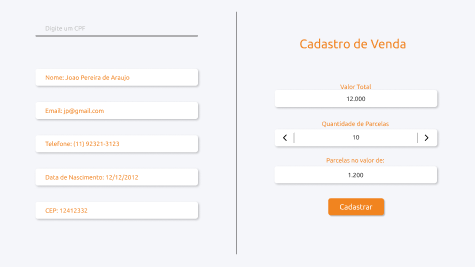 Digite um CPF
Nome: Joao Pereira de Araujo
Email: jp@gmail.com
Telefone: (11) 92321-3123
Data de Nascimento: 12/12/2012
CEP: 12412332
Cadastro de Venda
Valor Total
12.000
Quantidade de Parcelas
10
Parcelas no valor de:
1.200
Cadastrar